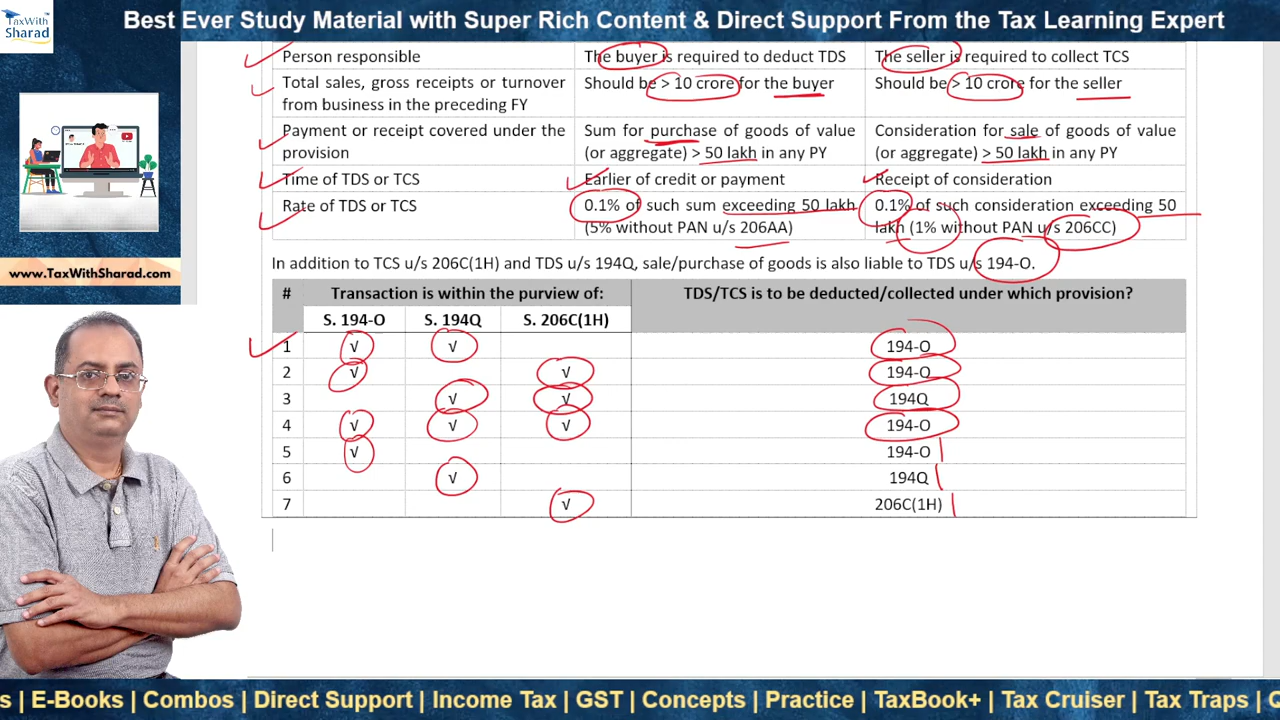 TaxWith
Sharad
Best Ever Study Material with Super Rich Content & Direct Support From the Tax Learning Expert
Person responsible The buyer is required to deduct TDS The seller is required to collect TCS
Total sales, gross receipts or turnover Should be > 10 crore for the buyer Should be > 10 crore for the seller
from business in the preceding FY
Payment or receipt covered under the Sum for purchase of goods of value Consideration for sale of goods of value
provision (or aggregate) > 50 lakh in any PY (or aggregate) > 50 lakh in any PY
Time of TDS or TCS Earlier of credit or payment Receipt of consideration
Rate of TDS or TCS 0.1% of such sum exceeding 50 lakh 0.1% of such consideration exceeding 50
(5% without PAN u/s 206AA) lakh (1% without PAN u/s 206CC)
www.TaxWithSharad.com
In addition to TCS u/s 206C(1H) and TDS u/s 194Q, sale/purchase of goods is also liable to TDS u/s 194-O.
# Transaction is within the purview of: TDS/TCS is to be deducted/collected under which provision?
S. 194-O S. 194Q S. 206C(1H)
1 √ √ 194-O
2 √ √ 194-O
3 √ √ 194Q
4 √ √ √ 194-O
5 √ 194-O
6 √ 194Q
7 √ 206C(1H)
s | E-Books | Combos | Direct Support | Income Tax | GST | Concepts | Practice | TaxBook+ | Tax Cruiser | Tax Traps | C